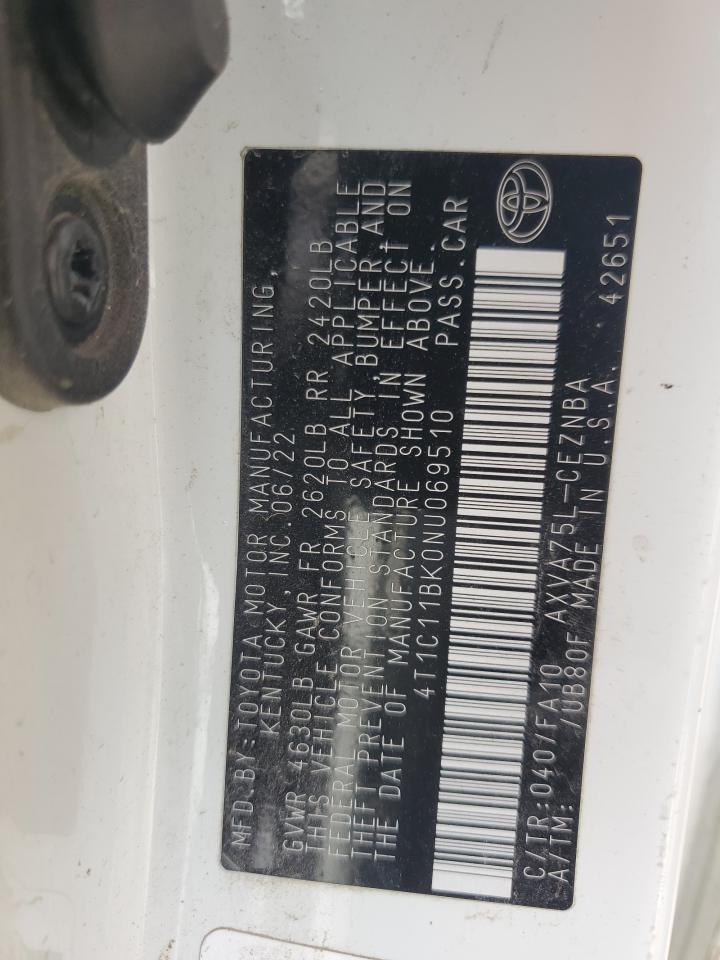 MFD.BY:TOYOTA MOTOR MANUFACTURING,
KENTUCKY, INC. 06/22
GVWR 4630LB GAWR FR 2620LB RR 2420LB
THIS VEHICLE CONFORMS TO ALL APPLICABLE
FEDERAL MOTOR VEHICLE SAFETY, BUMPER, AND
THEFT PREVENTION STANDARDS IN EFFECT ON
THE DATE OF MANUFACTURE SHOWN ABOVE.
4T1C11BK0NU069510 PASS.CAR
C/TR:040/FA10 AXVA75L-CEZNBA
A/TM: /UB80F MADE IN U.S.A. 42651